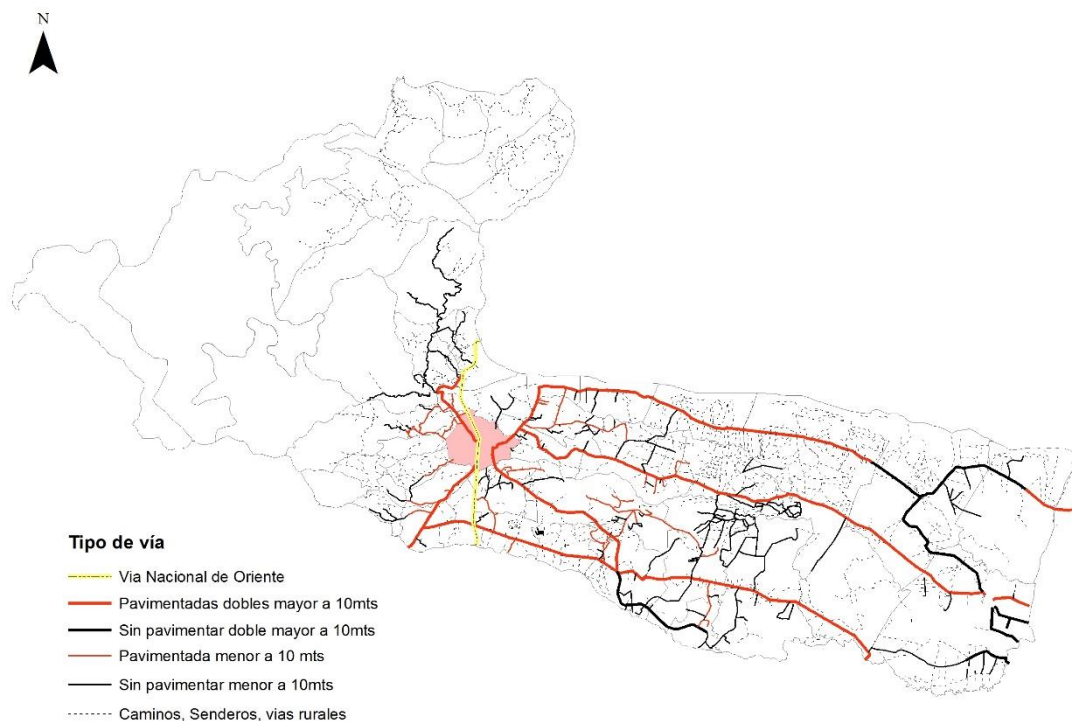 N
Tipo de vía
Via Nacional de Oriente
Pavimentadas dobles mayor a 10mts
Sin pavimentar doble mayor a 10mts
Pavimentada menor a 10 mts
Sin pavimentar menor a 10mts
Caminos, Senderos, vias rurales